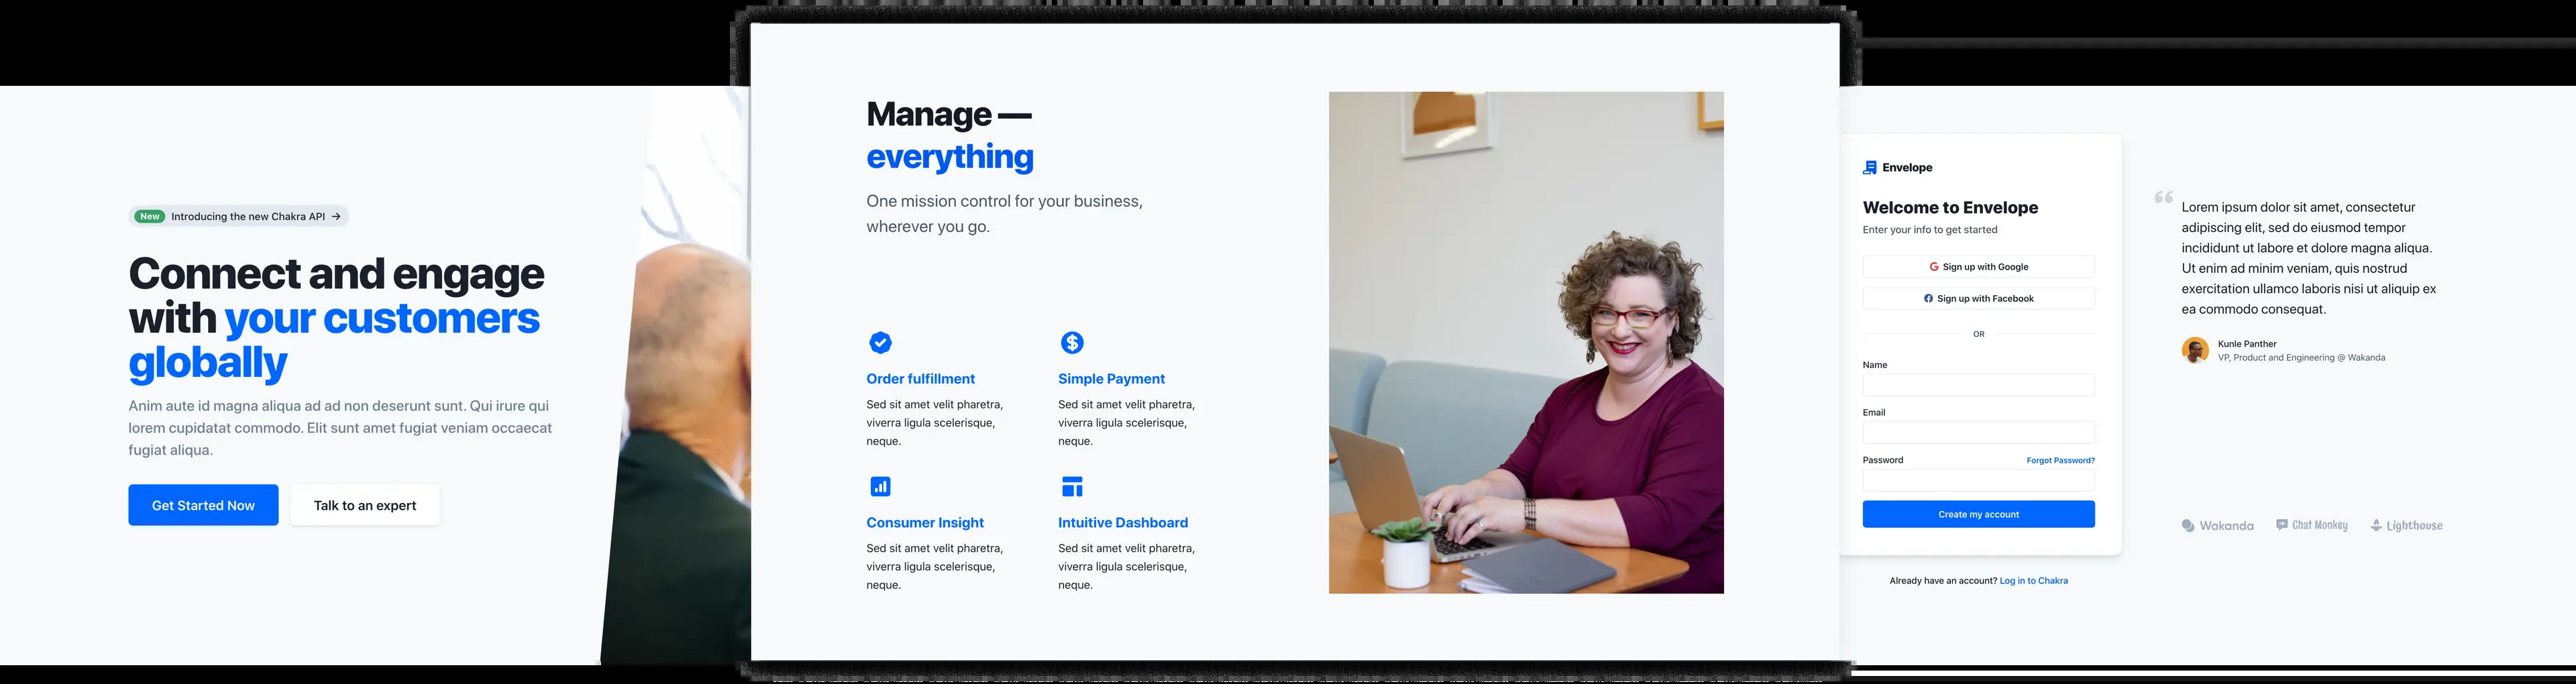 New Introducing the new Chakra API →
Connect and engage
with your customers
globally
Anim aute id magna aliqua ad ad non deserunt sunt. Qui irure qui
lorem cupidatat commodo. Elit sunt amet fugiat veniam occaecat
fugiat aliqua.
Get Started Now
Talk to an expert
Manage —
everything
One mission control for your business,
wherever you go.
Order fulfillment
Sed sit amet velit pharetra,
viverra ligula scelerisque,
neque.
Simple Payment
Sed sit amet velit pharetra,
viverra ligula scelerisque,
neque.
Consumer Insight
Sed sit amet velit pharetra,
viverra ligula scelerisque,
neque.
Intuitive Dashboard
Sed sit amet velit pharetra,
viverra ligula scelerisque,
neque.
Envelope
Welcome to Envelope
Enter your info to get started
Sign up with Google
Sign up with Facebook
OR
Name
Email
Password
Forgot Password?
Create my account
Already have an account? Log in to Chakra
“
Lorem ipsum dolor sit amet, consectetur
adipiscing elit, sed do eiusmod tempor
incididunt ut labore et dolore magna aliqua.
Ut enim ad minim veniam, quis nostrud
exercitation ullamco laboris nisi ut aliquip ex
ea commodo consequat.
Kunle Panther
VP, Product and Engineering @ Wakanda
Wakanda
Chat Monkey
Lighthouse